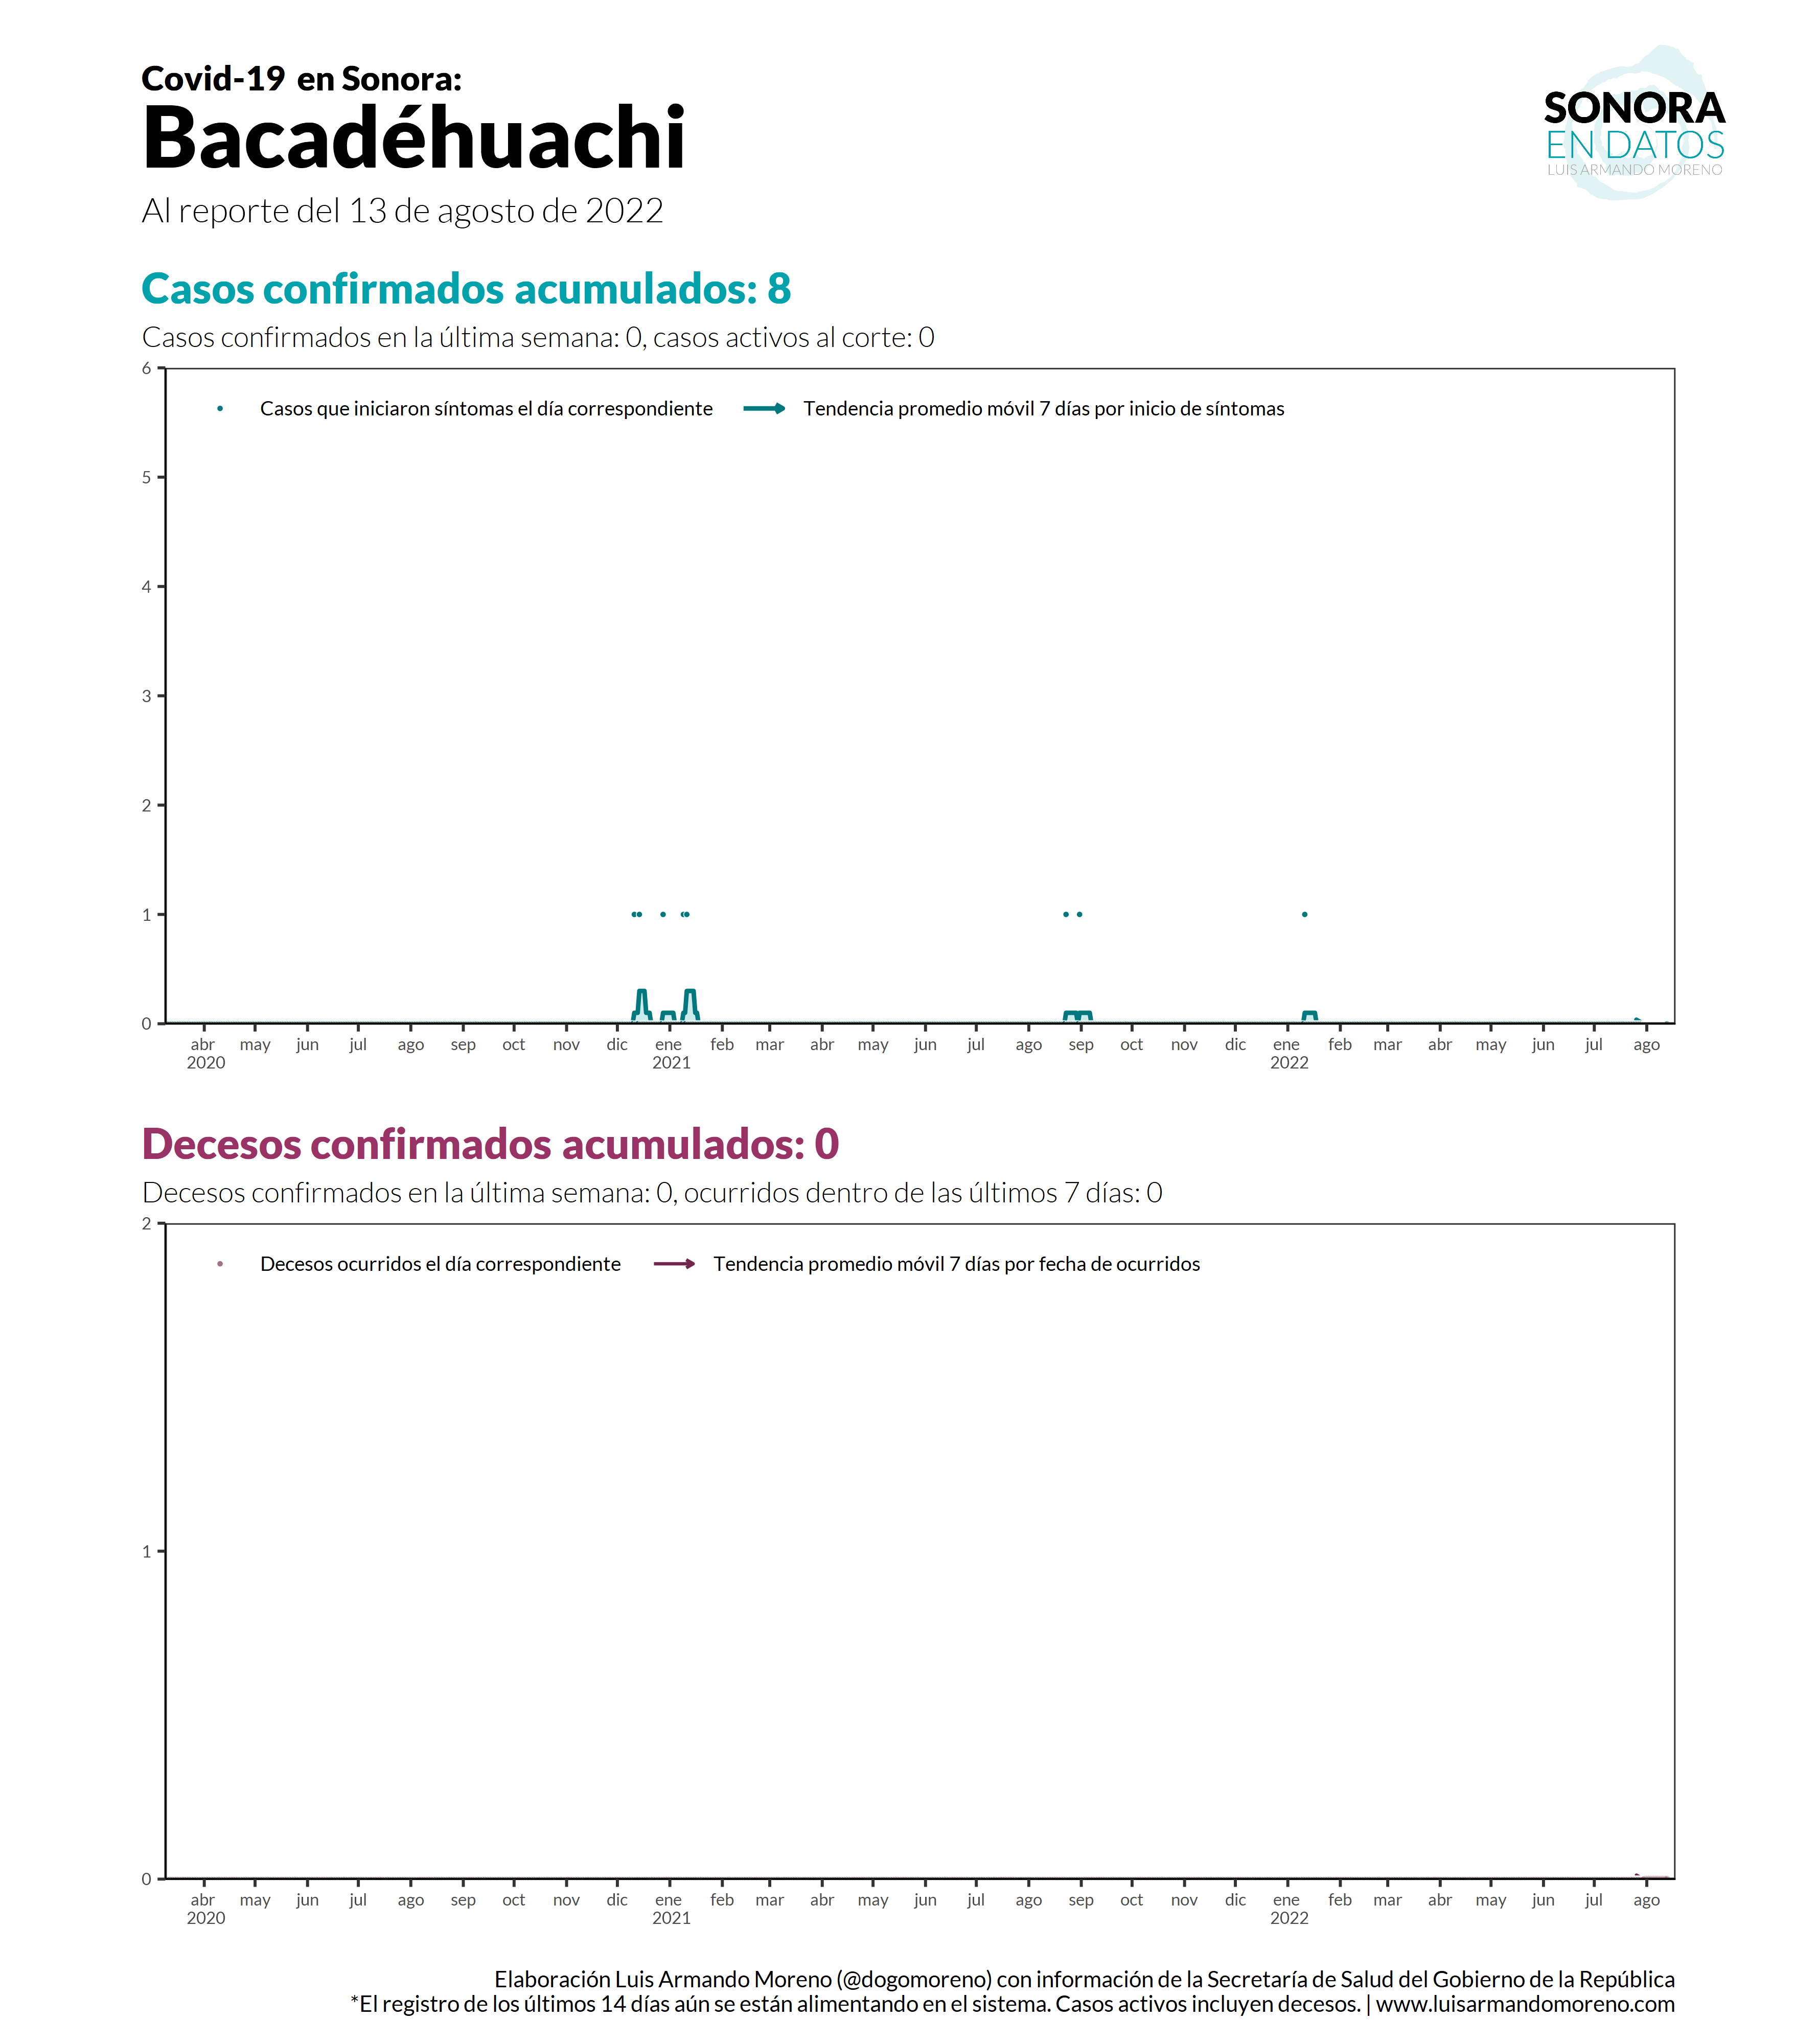 Covid-19 en Sonora:
Bacadéhuachi
Al reporte del 13 de agosto de 2022
SONORA
EN DATOS
LUIS ARMANDO MORENO
Casos confirmados acumulados: 8
Casos confirmados en la última semana: 0, casos activos al corte: 0
6
Casos que iniciaron síntomas el día correspondiente Tendencia promedio móvil 7 días por inicio de síntomas
5
4
3
2
1
0
abr may jun jul ago sep oct nov dic ene feb mar abr may jun jul ago sep oct nov dic ene feb mar abr may jun jul ago
2020 2021 2022
Decesos confirmados acumulados: 0
Decesos confirmados en la última semana: 0, ocurridos dentro de las últimos 7 días: 0
2
Decesos ocurridos el día correspondiente Tendencia promedio móvil 7 días por fecha de ocurridos
1
0
abr may jun jul ago sep oct nov dic ene feb mar abr may jun jul ago sep oct nov dic ene feb mar abr may jun jul ago
2020 2021 2022
Elaboración Luis Armando Moreno (@dogomoreno) con información de la Secretaría de Salud del Gobierno de la República
*El registro de los últimos 14 días aún se están alimentando en el sistema. Casos activos incluyen decesos. | www.luisarmandomoreno.com